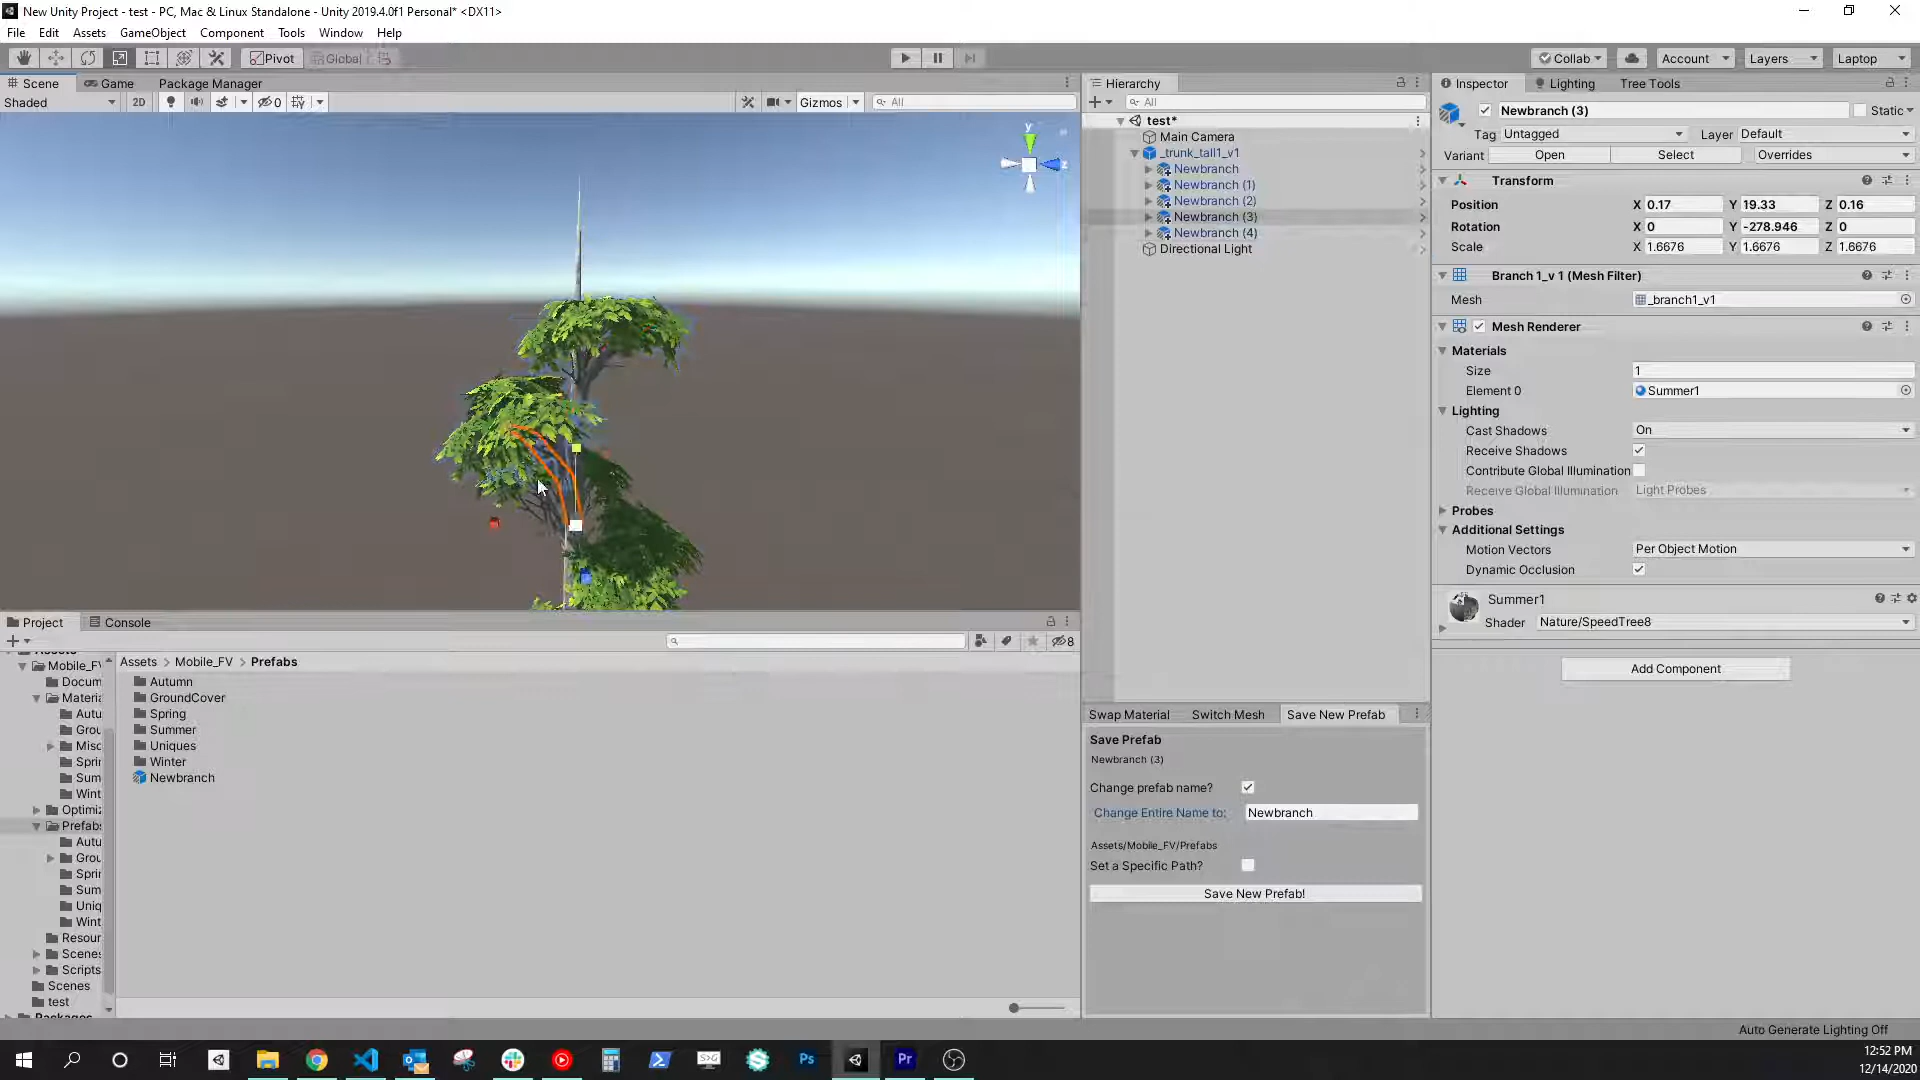 New Unity Project - test - PC, Mac & Linux Standalone - Unity 2019.4.0f1 Personal* <DX11>
File Edit Assets GameObject Component Tools Window Help
Pivot Global Collab Account Layers Laptop
Scene Game Package Manager
Shaded 2D 0 Gizmos All
Hierarchy
All
test*
Main Camera
_trunk_tall1_v1
Newbranch
Newbranch (1)
Newbranch (2)
Newbranch (3)
Newbranch (4)
Directional Light
y
z
Inspector Lighting Tree Tools
Newbranch (3) Static
Tag Untagged Layer Default
Variant Open Select Overrides
Transform
Position X 0.17 Y 19.33 Z 0.16
Rotation X 0 Y -278.946 Z 0
Scale X 1.6676 Y 1.6676 Z 1.6676
Branch 1_v 1 (Mesh Filter)
Mesh _branch1_v1
Mesh Renderer
Materials
Size 1
Element 0 Summer1
Lighting
Cast Shadows On
Receive Shadows
Contribute Global Illumination
Receive Global Illumination Light Probes
Probes
Additional Settings
Motion Vectors Per Object Motion
Dynamic Occlusion
Summer1
Shader Nature/SpeedTree8
Add Component
Project Console
8
Mobile_FV
Docum
Materia
Autu
Grou
Misc
Sprin
Sum
Wint
Optimiz
Prefabs
Autu
Grou
Sprin
Sum
Uniq
Wint
Resour
Scenes
Scripts
Scenes
test
Packages
Assets > Mobile_FV > Prefabs
Autumn
GroundCover
Spring
Summer
Uniques
Winter
Newbranch
Swap Material Switch Mesh Save New Prefab
Save Prefab
Newbranch (3)
Change prefab name?
Change Entire Name to: Newbranch
Assets/Mobile_FV/Prefabs
Set a Specific Path?
Save New Prefab!
Auto Generate Lighting Off
Ps Pr
12:52 PM
12/14/2020